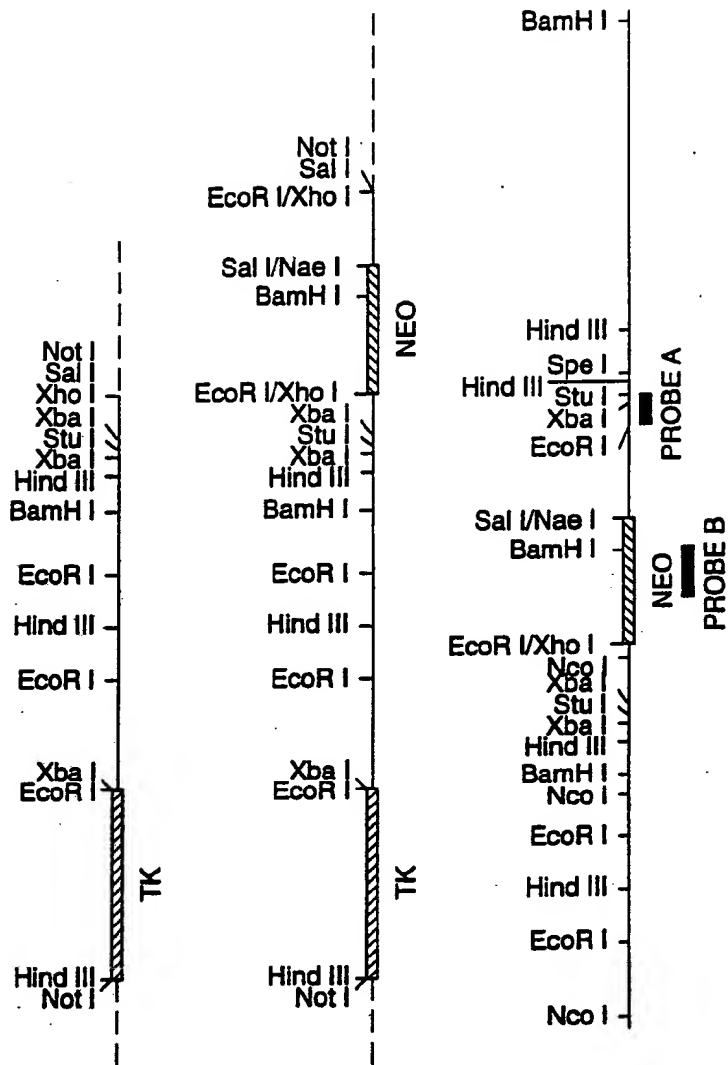 Not I
Sal I
Xho I
Xba I
Stu I
Xba I
Hind III
BamH I
EcoR I
Hind III
EcoR I
Xba I
EcoR I
TK
Hind III
Not I
Not I
Sal I
EcoR I/Xho I
Sal I/Nae I
BamH I
NEO
EcoR I/Xho I
Xba I
Stu I
Xba I
Hind III
BamH I
EcoR I
Hind III
EcoR I
Xba I
EcoR I
TK
Hind III
Not I
BamH I
Hind III
Spe I
Hind III
Stu I
Xba I
EcoR I
PROBE A
Sal I/Nae I
BamH I
NEO
PROBE B
EcoR I/Xho I
Nco I
Xba I
Stu I
Xba I
Hind III
BamH I
Nco I
EcoR I
Hind III
EcoR I
Nco I